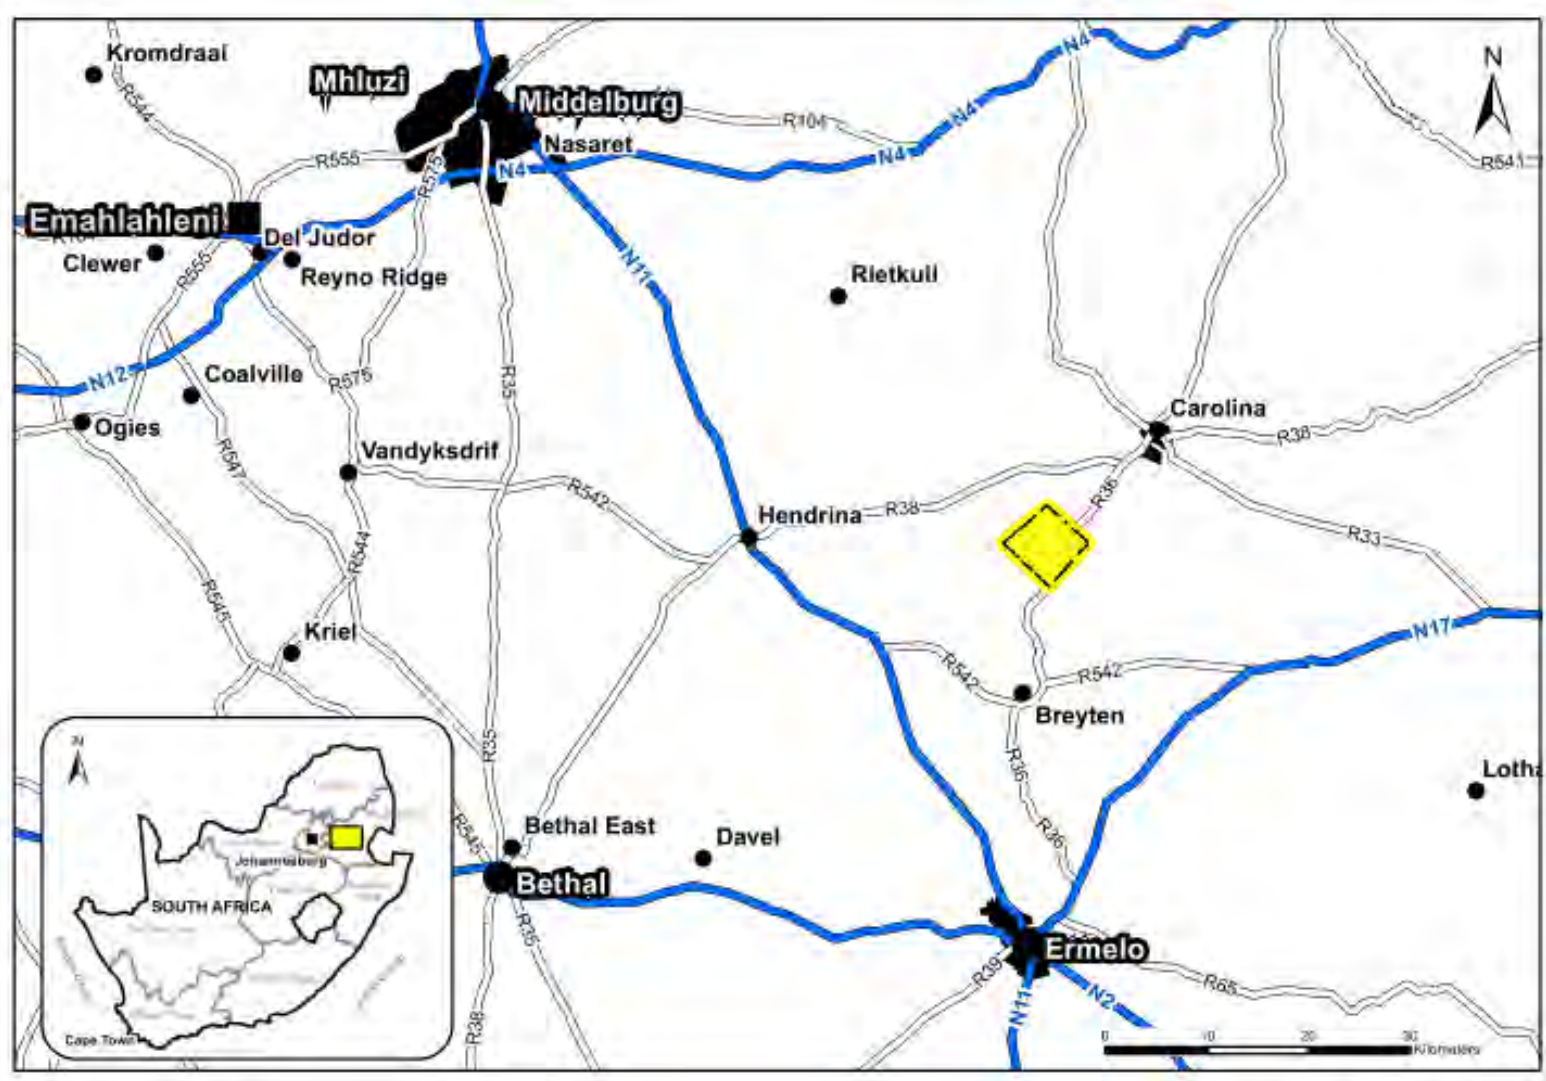 Kromdraai
R544
Mhluzi
Middelburg
Nasaret
R104
N4
N4
N4
N4
N
R541
R555
R575
Emahlahleni
Del Judor
Clewer
Reyno Ridge
R555
N11
Rietkuil
N12
Coalville
R575
R35
Ogies
R547
Vandyksdrif
R542
Carolina
R38
Hendrina
R38
R36
R33
R544
R545
Kriel
N17
R542
R542
Breyten
R35
R36
R36
R545
Bethal East
Davel
Bethal
R35
R38
Ermelo
R39
N11
N2
R65
N
Johannesburg
SOUTH AFRICA
Cape Town
0 10 20 30
Kilometers